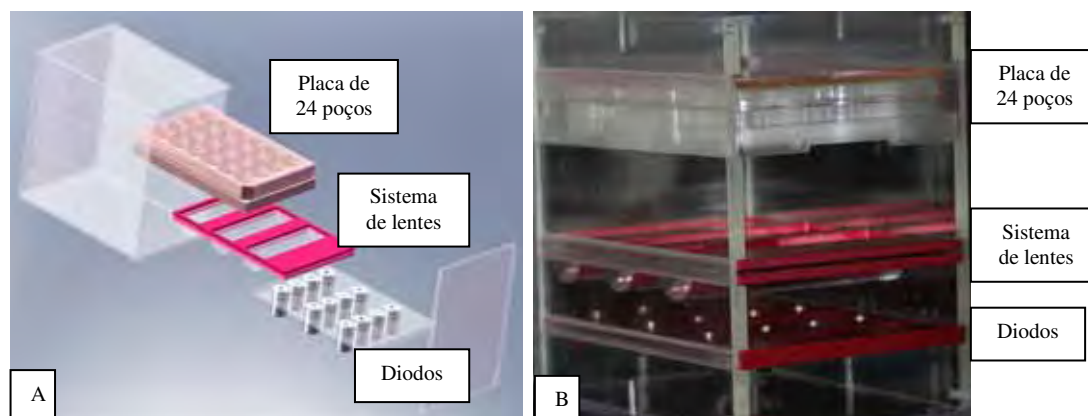 Placa de
24 poços
Sistema
de lentes
Diodos
A
Placa de
24 poços
Sistema
de lentes
Diodos
B